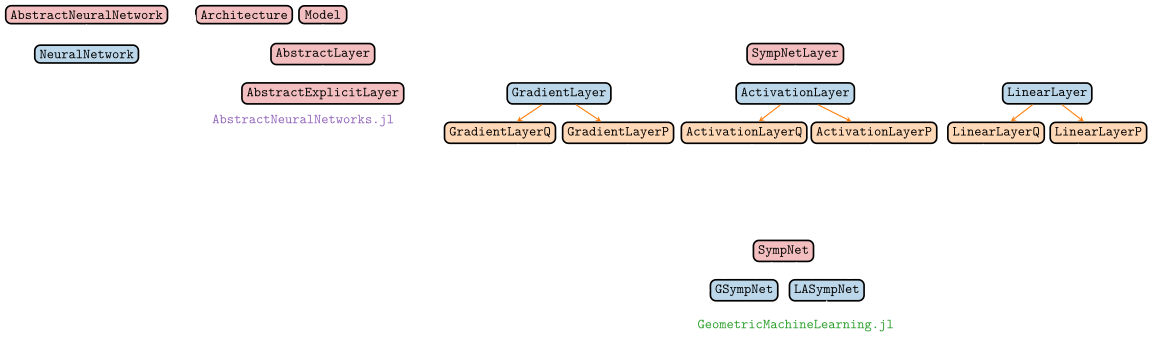 AbstractNeuralNetwork Architecture Model
NeuralNetwork AbstractLayer SympNetLayer
AbstractExplicitLayer GradientLayer ActivationLayer LinearLayer
AbstractNeuralNetworks.jl
GradientLayerQ GradientLayerP ActivationLayerQ ActivationLayerP LinearLayerQ LinearLayerP
SympNet
GSympNet LASympNet
GeometricMachineLearning.jl